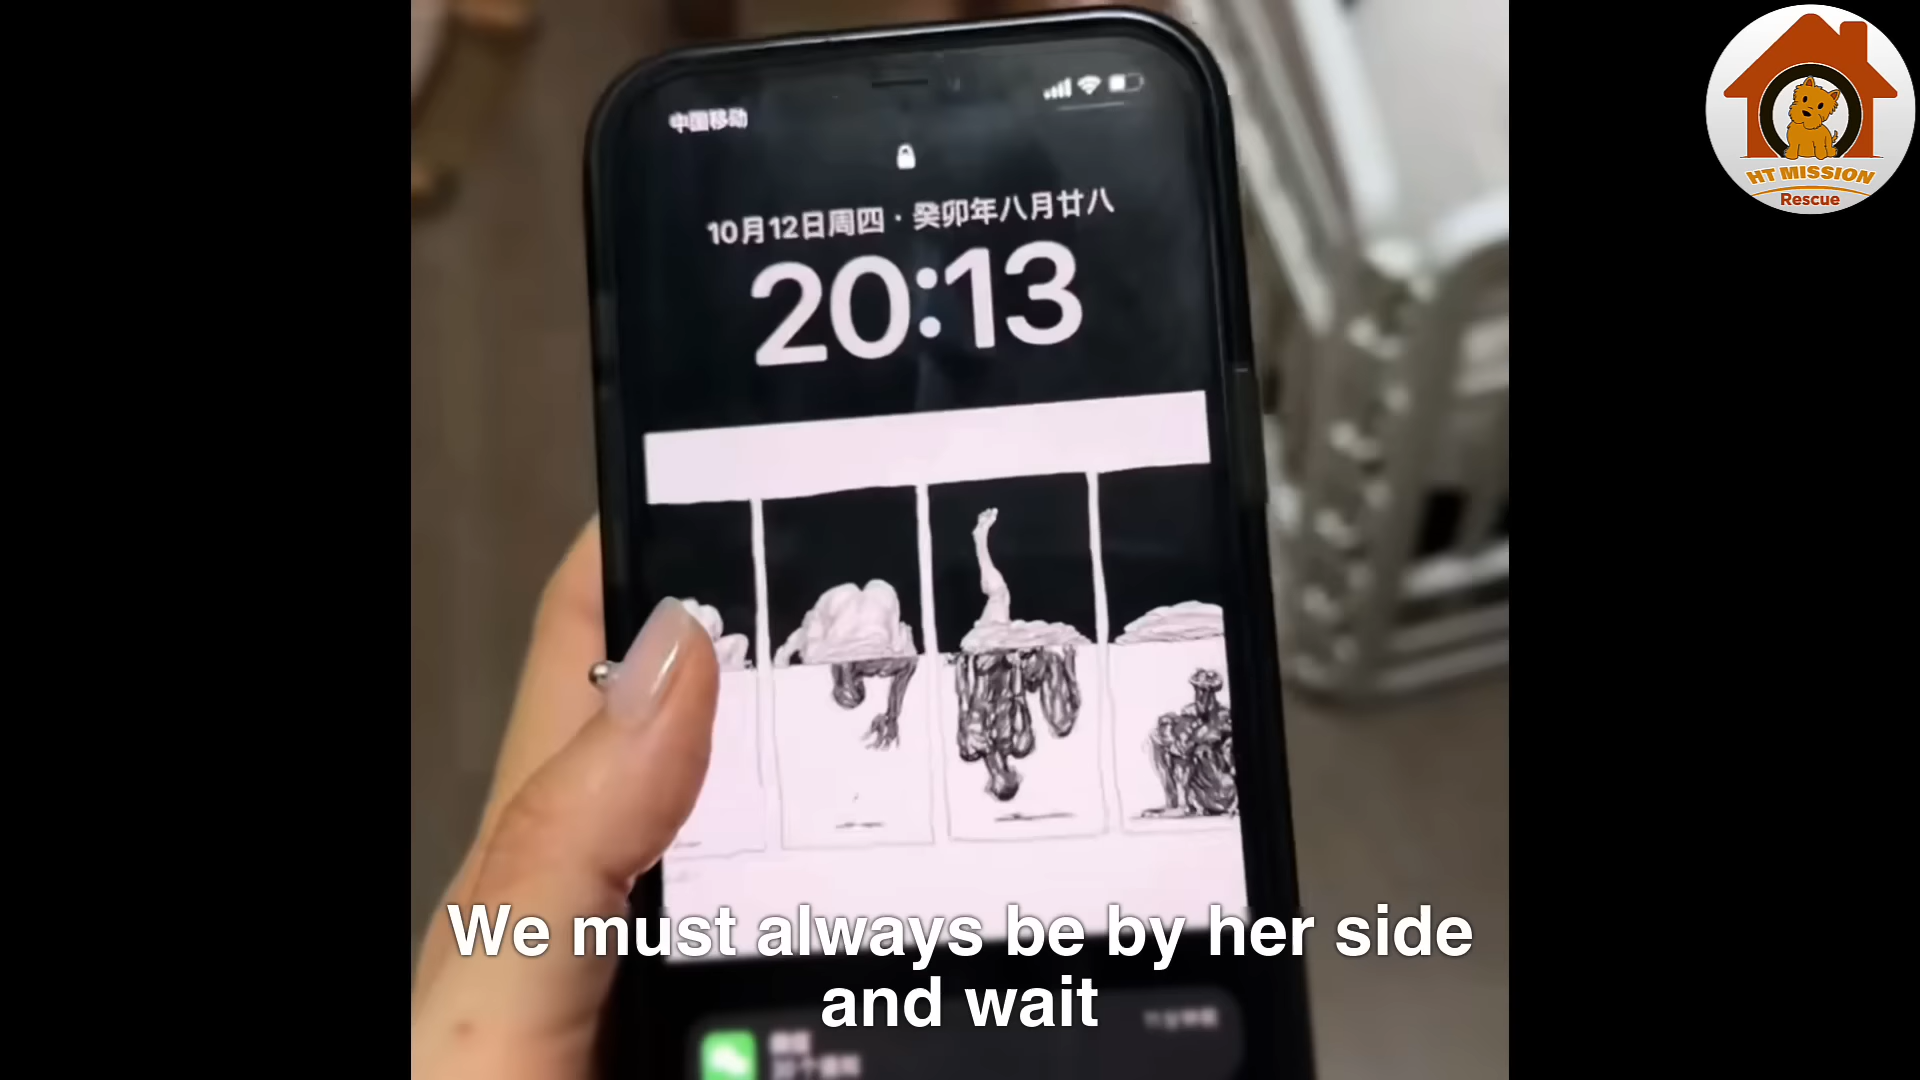 中国移动
10月12日周四 · 癸卯年八月廿八
20:13
HT MISSION
Rescue
We must always be by her side
and wait